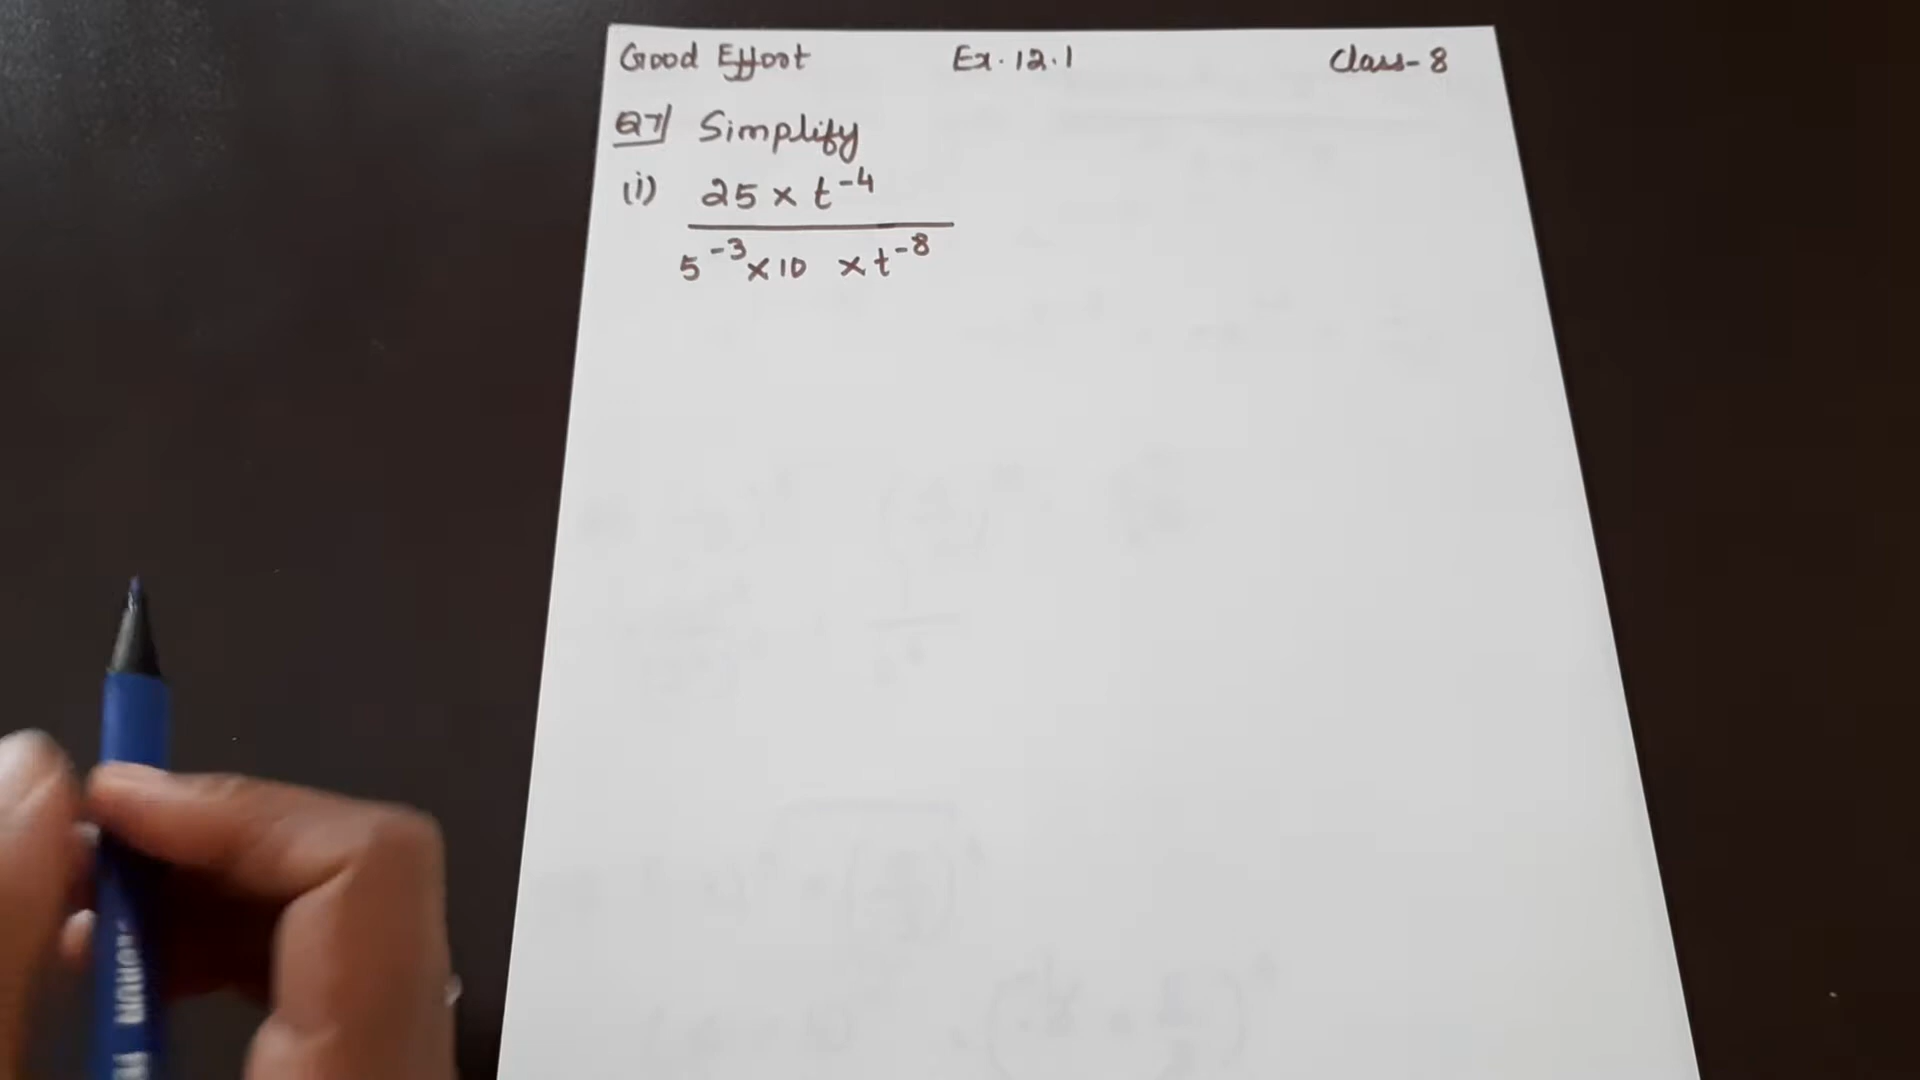 Good Effort Ex. 12.1 Class-8
Q7/ Simplify
(i) 25 × t⁻⁴
5⁻³ × 10 × t⁻⁸